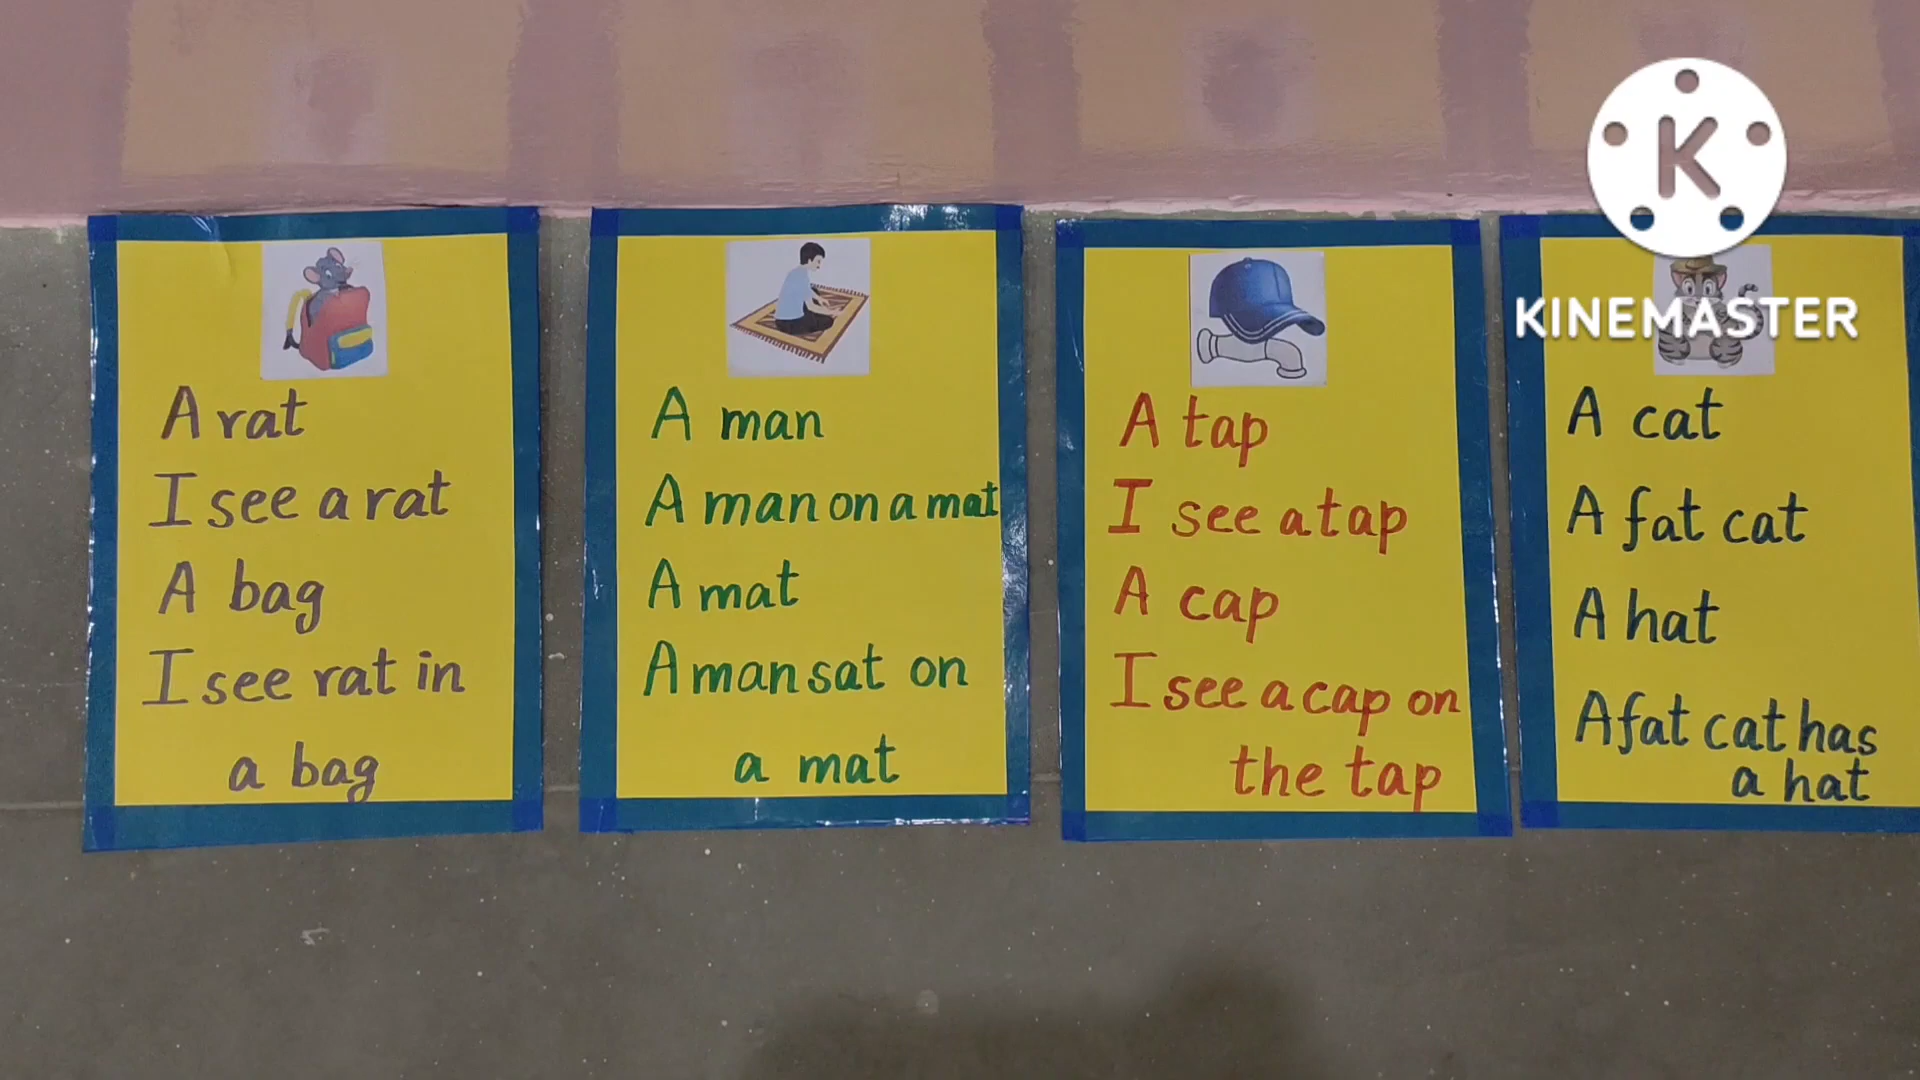 A rat
I see a rat
A bag
I see rat in
a bag
A man
A man on a mat
A mat
A man sat on
a mat
A tap
I see a tap
A cap
I see a cap on
the tap
K
KINEMASTER
A cat
A fat cat
A hat
A fat cat has
a hat